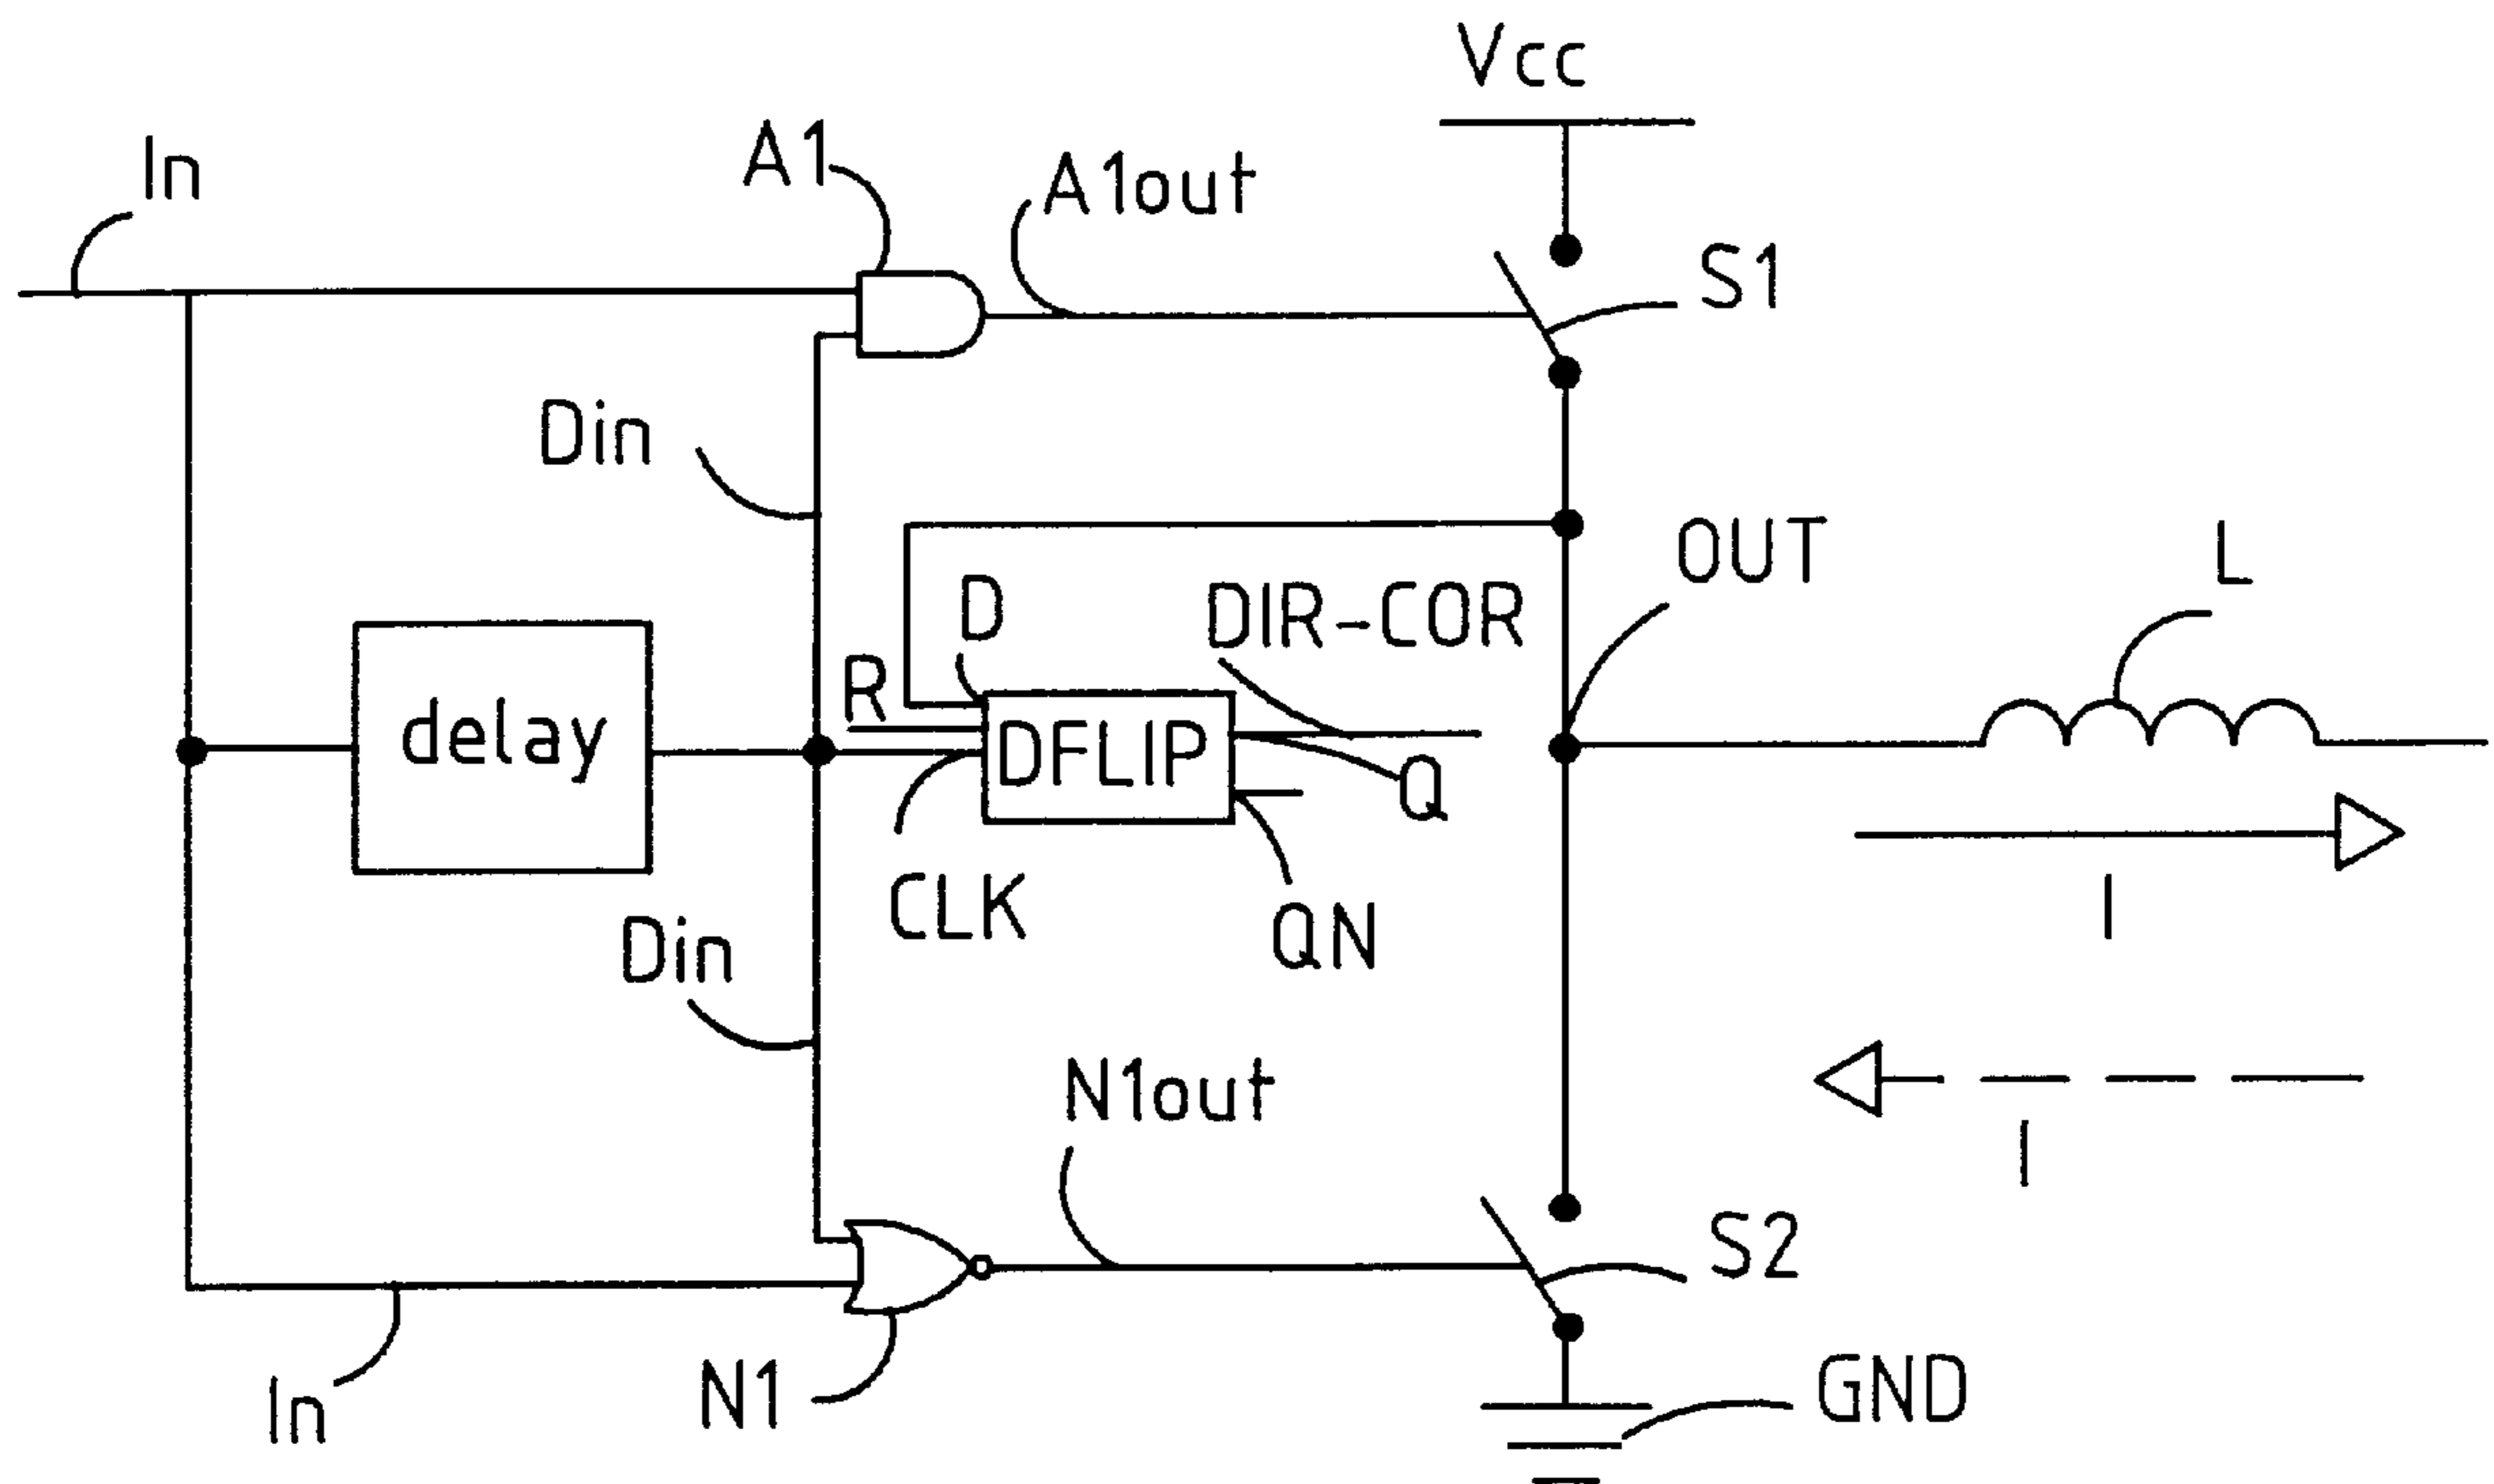 Vcc
In
A1
A1out
S1
Din
D
DIR-COR
OUT
L
R
delay
DFLIP
Q
CLK
QN
I
Din
N1out
I
S2
In
N1
GND